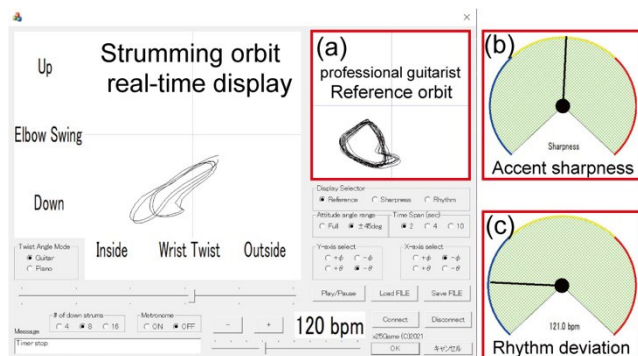 Strumming orbit
real-time display
Up
Elbow Swing
Down
Inside
Wrist Twist
Outside
Twist Angle Mode
Guitar
Piano
(a)
professional guitarist
Reference orbit
Display Selector
Reference
Sharpness
Rhythm
Attitude angle range
Full
±45deg
Time Scan (sec)
2
4
10
Y-axis select
+φ
-φ
+θ
-θ
X-axis select
+φ
-φ
+θ
-θ
Play/Pause
Load FILE
Save FILE
# of down strums
4
8
16
Metronome
ON
OFF
-
+
120 bpm
Connect
Disconnect
Message
Timer stop
x25Game (C)2021
OK
キャンセル
(b)
Sharpness
Accent sharpness
(c)
121.0 bpm
Rhythm deviation